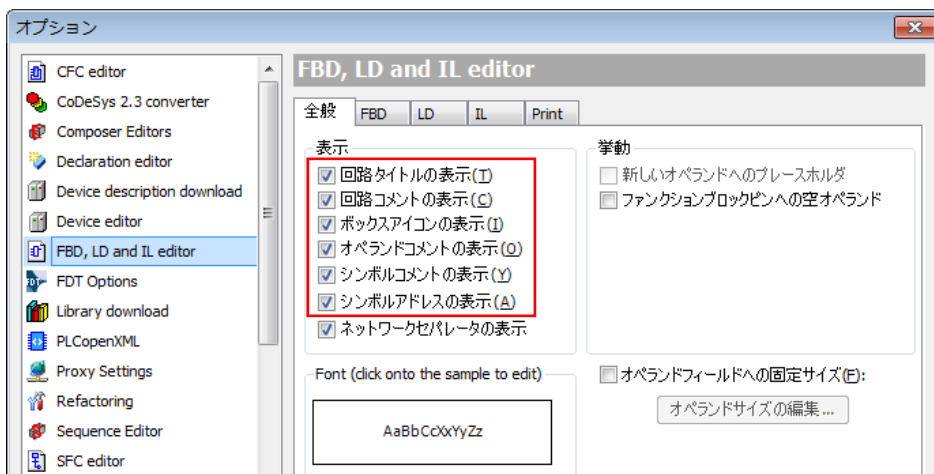 オプション
CFC editor
CoDeSys 2.3 converter
Composer Editors
Declaration editor
Device description download
Device editor
FBD, LD and IL editor
FDT Options
Library download
PLCopenXML
Proxy Settings
Refactoring
Sequence Editor
SFC editor
FBD, LD and IL editor
全般 FBD LD IL Print
表示
回路タイトルの表示(T)
回路コメントの表示(C)
ボックスアイコンの表示(I)
オペランドコメントの表示(O)
シンボルコメントの表示(Y)
シンボルアドレスの表示(A)
ネットワークセパレータの表示
挙動
新しいオペランドへのプレースホルダ
ファンクションブロックピンへの空オペランド
Font (click onto the sample to edit)
AaBbCcXxYyZz
オペランドフィールドへの固定サイズ(F):
オペランドサイズの編集...